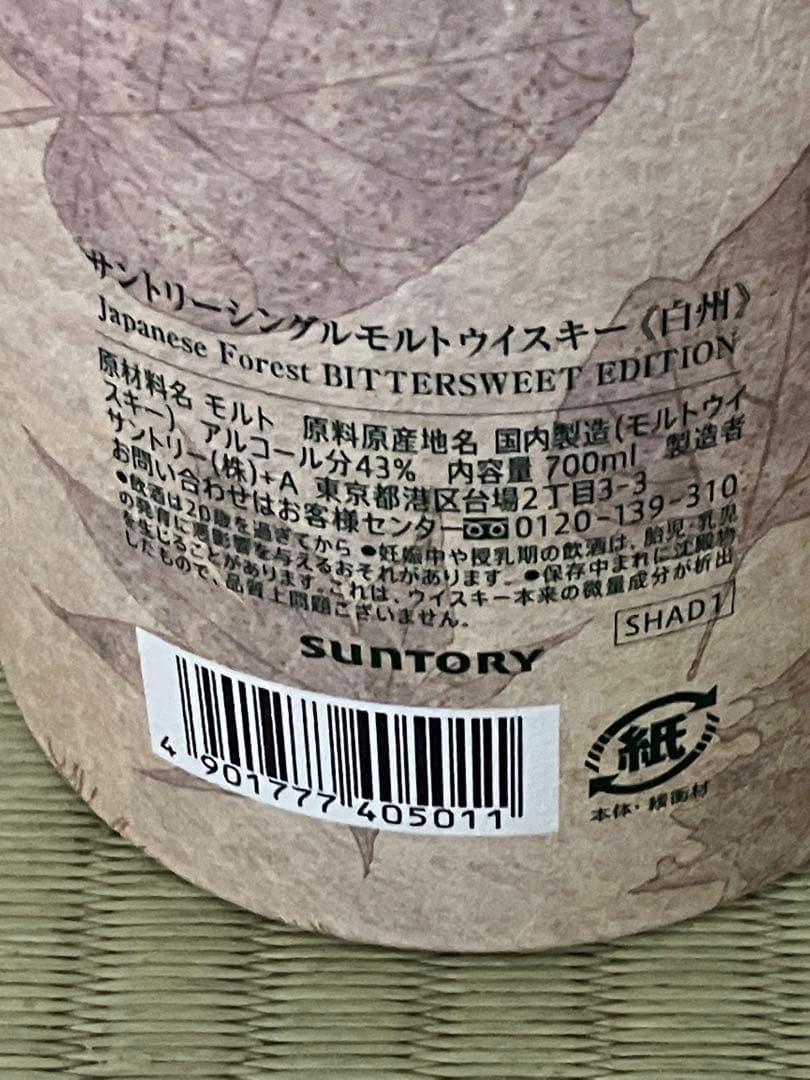 サントリーシングルモルトウイスキー《白州》
Japanese Forest BITTERSWEET EDITION
原材料名 モルト 原料原産地名 国内製造(モルトウイ
スキー) アルコール分43% 内容量 700ml 製造者
サントリー(株)+A 東京都港区台場2丁目3-3
お問い合わせはお客様センター 0120-139-310
●飲酒は20歳を過ぎてから ●妊娠中や授乳期の飲酒は、胎児・乳児
の発育に悪影響を与えるおそれがあります。●保存中まれに沈殿物
を生じることがあります。これは、ウイスキー本来の微量成分が析出
したもので、品質上問題ございません。
SHAD1
SUNTORY
4 901777 405011
紙
本体・緩衝材